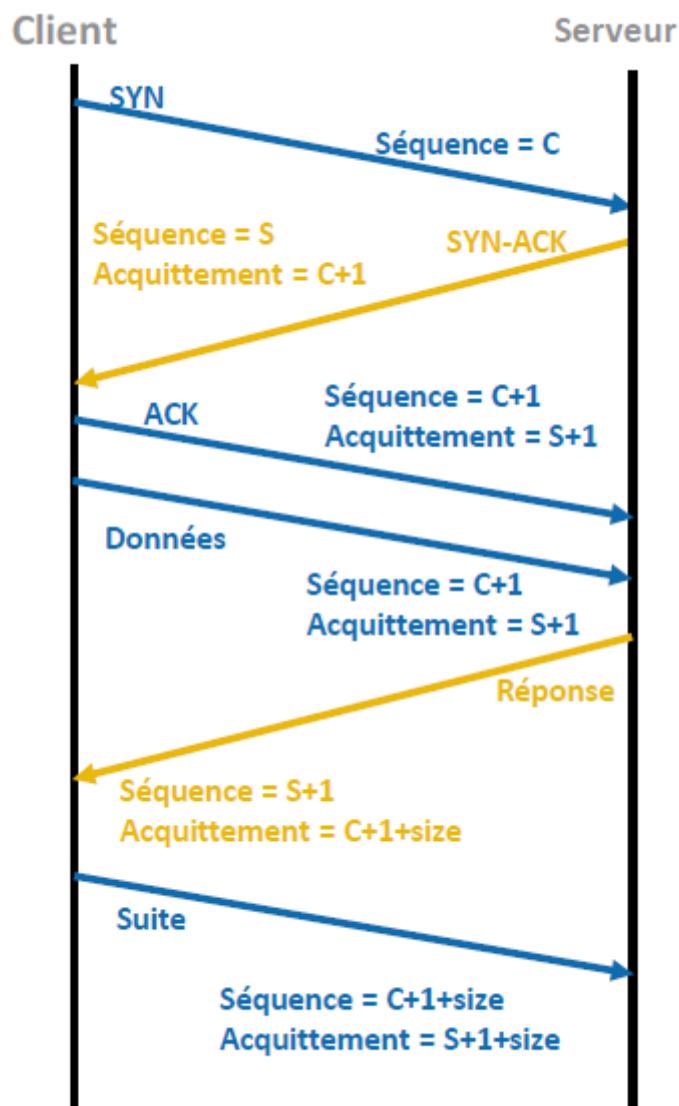 Client
Serveur
SYN
Séquence = C
Séquence = S
SYN-ACK
Acquittement = C+1
ACK
Séquence = C+1
Acquittement = S+1
Données
Séquence = C+1
Acquittement = S+1
Réponse
Séquence = S+1
Acquittement = C+1+size
Suite
Séquence = C+1+size
Acquittement = S+1+size